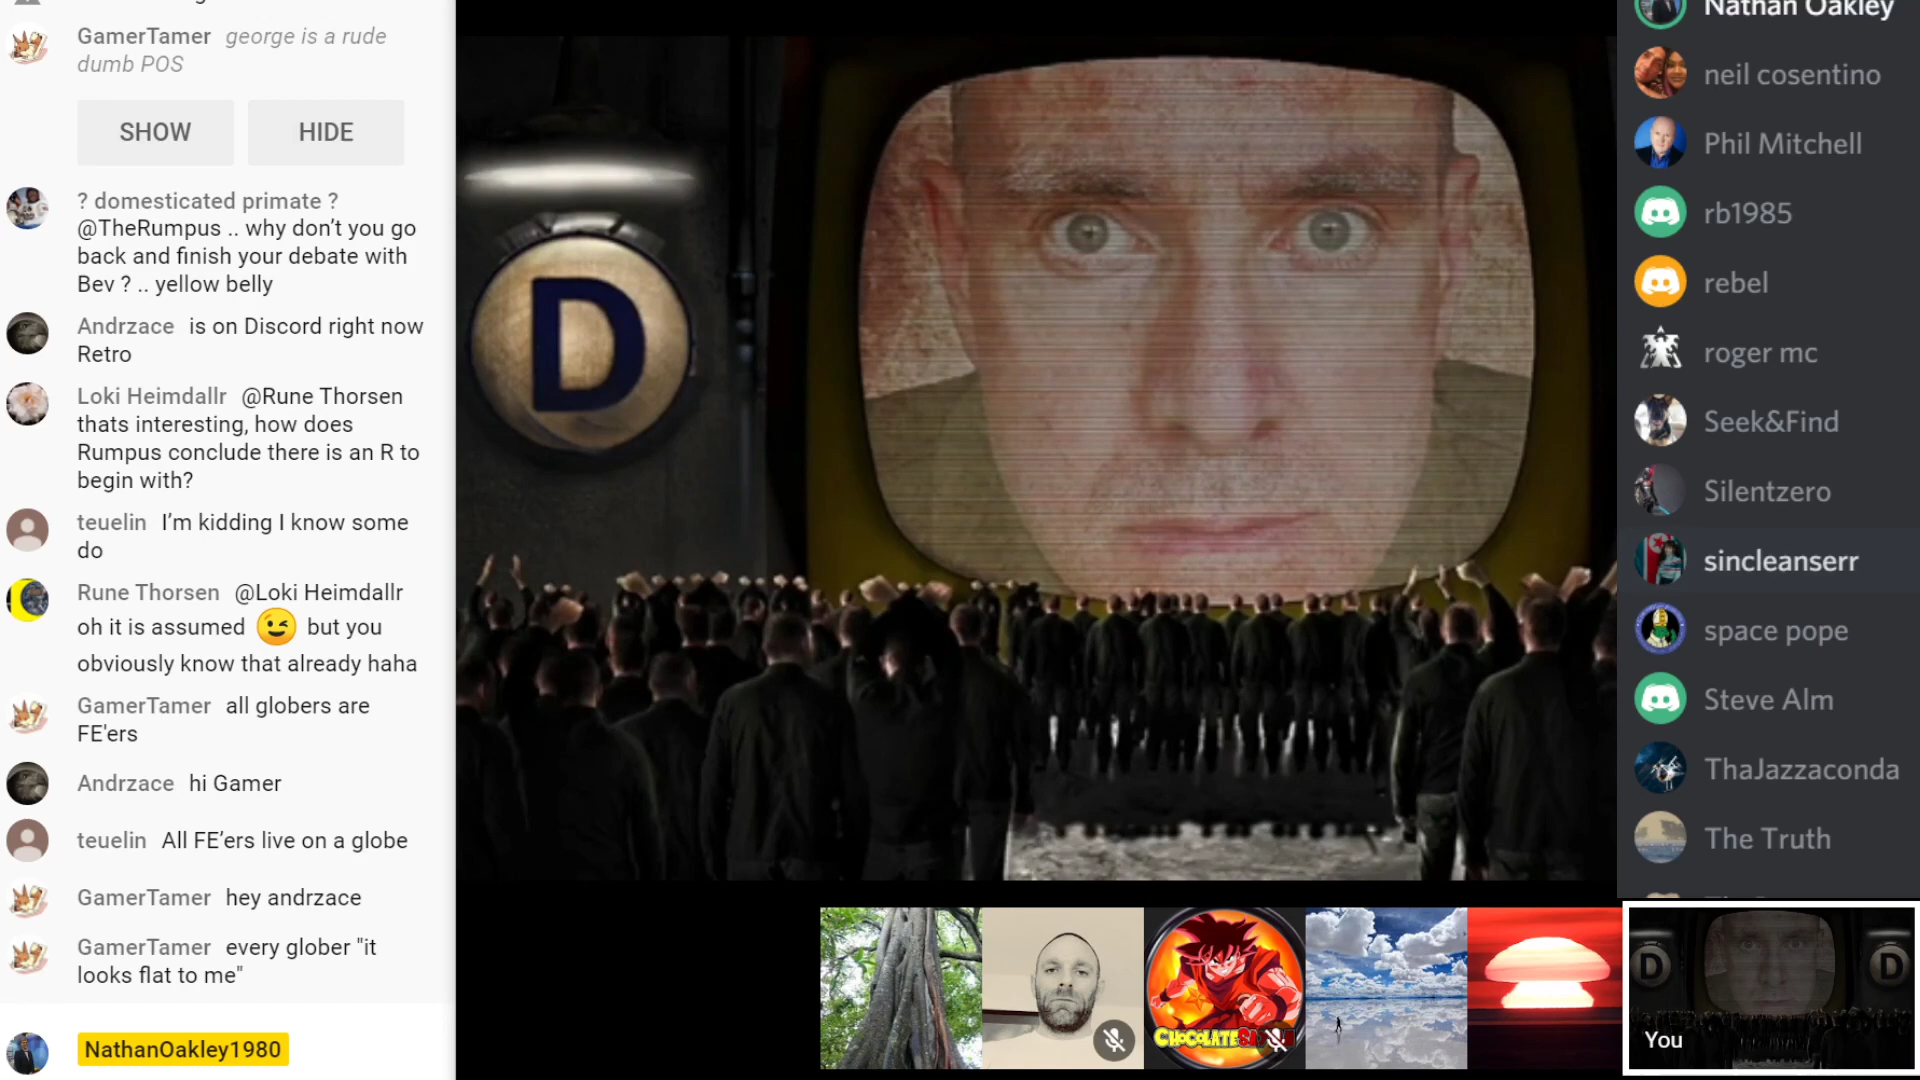 GamerTamer george is a rude
dumb POS
SHOW HIDE
? domesticated primate ?
@TheRumpus .. why don’t you go
back and finish your debate with
Bev ? .. yellow belly
Andrzace is on Discord right now
Retro
Loki Heimdallr @Rune Thorsen
thats interesting, how does
Rumpus conclude there is an R to
begin with?
teuelin I’m kidding I know some
do
Rune Thorsen @Loki Heimdallr
oh it is assumed 😉 but you
obviously know that already haha
GamerTamer all globers are
FE'ers
Andrzace hi Gamer
teuelin All FE’ers live on a globe
GamerTamer hey andrzace
GamerTamer every glober "it
looks flat to me"
NathanOakley1980
D
Nathan Oakley
neil cosentino
Phil Mitchell
rb1985
rebel
roger mc
Seek&Find
Silentzero
sincleanserr
space pope
Steve Alm
ThaJazzaconda
The Truth
D
D
You